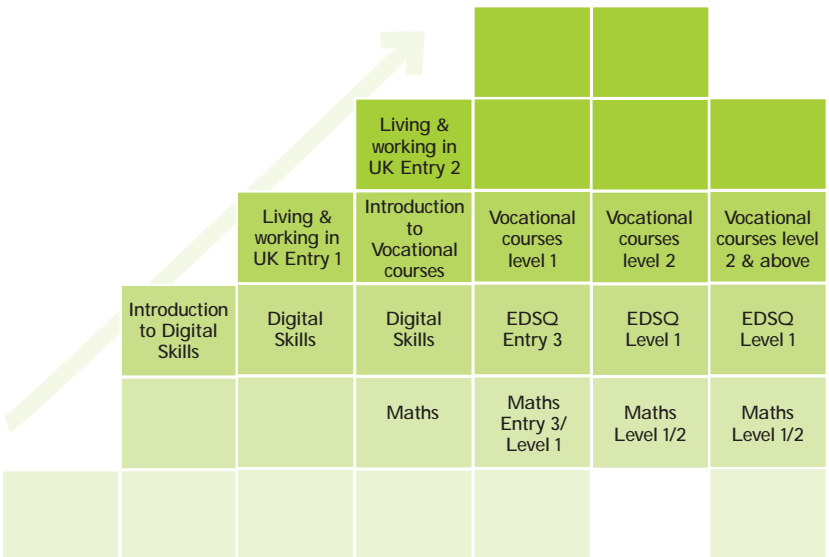 Living &
working in
UK Entry 2
Living &
working in
UK Entry 1
Introduction
to
Vocational
courses
Vocational
courses
level 1
Vocational
courses
level 2
Vocational
courses level
2 & above
Introduction
to Digital
Skills
Digital
Skills
Digital
Skills
EDSQ
Entry 3
EDSQ
Level 1
EDSQ
Level 1
Maths
Maths
Entry 3/
Level 1
Maths
Level 1/2
Maths
Level 1/2